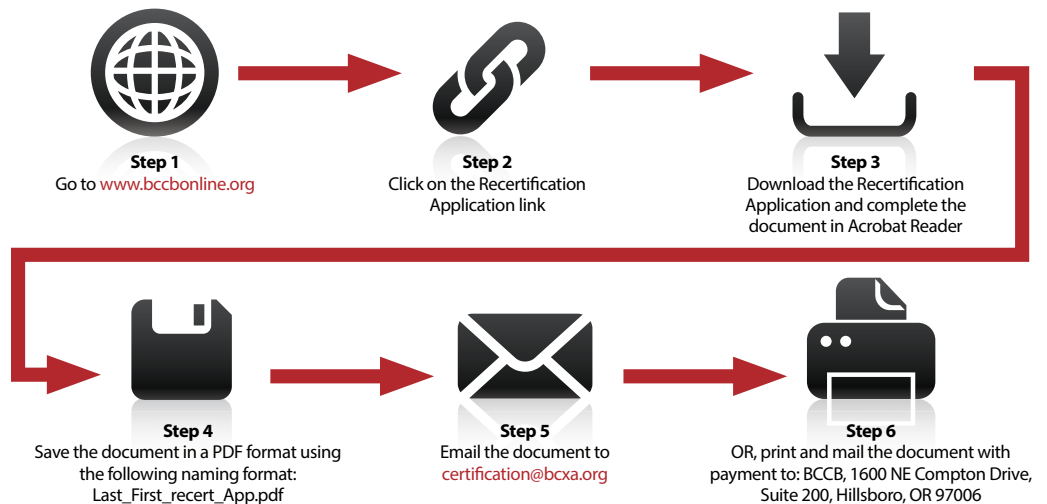 Step 1
Go to www.bccbonline.org
Step 2
Click on the Recertification
Application link
Step 3
Download the Recertification
Application and complete the
document in Acrobat Reader
Step 4
Save the document in a PDF format using
the following naming format:
Last_First_recert_App.pdf
Step 5
Email the document to
certification@bcxa.org
Step 6
OR, print and mail the document with
payment to: BCCB, 1600 NE Compton Drive,
Suite 200, Hillsboro, OR 97006